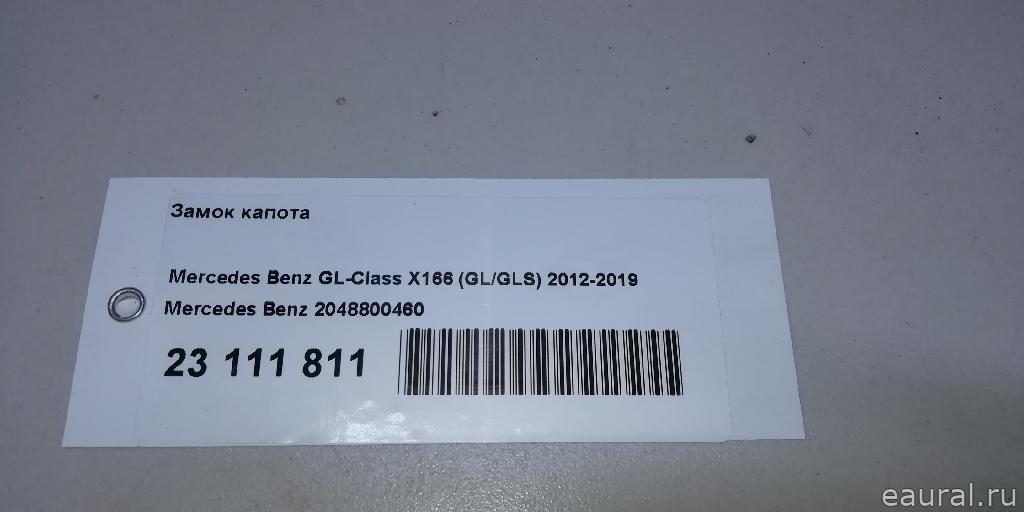 Замок капота
Mercedes Benz GL-Class X166 (GL/GLS) 2012-2019
Mercedes Benz 2048800460
23 111 811
eaural.ru